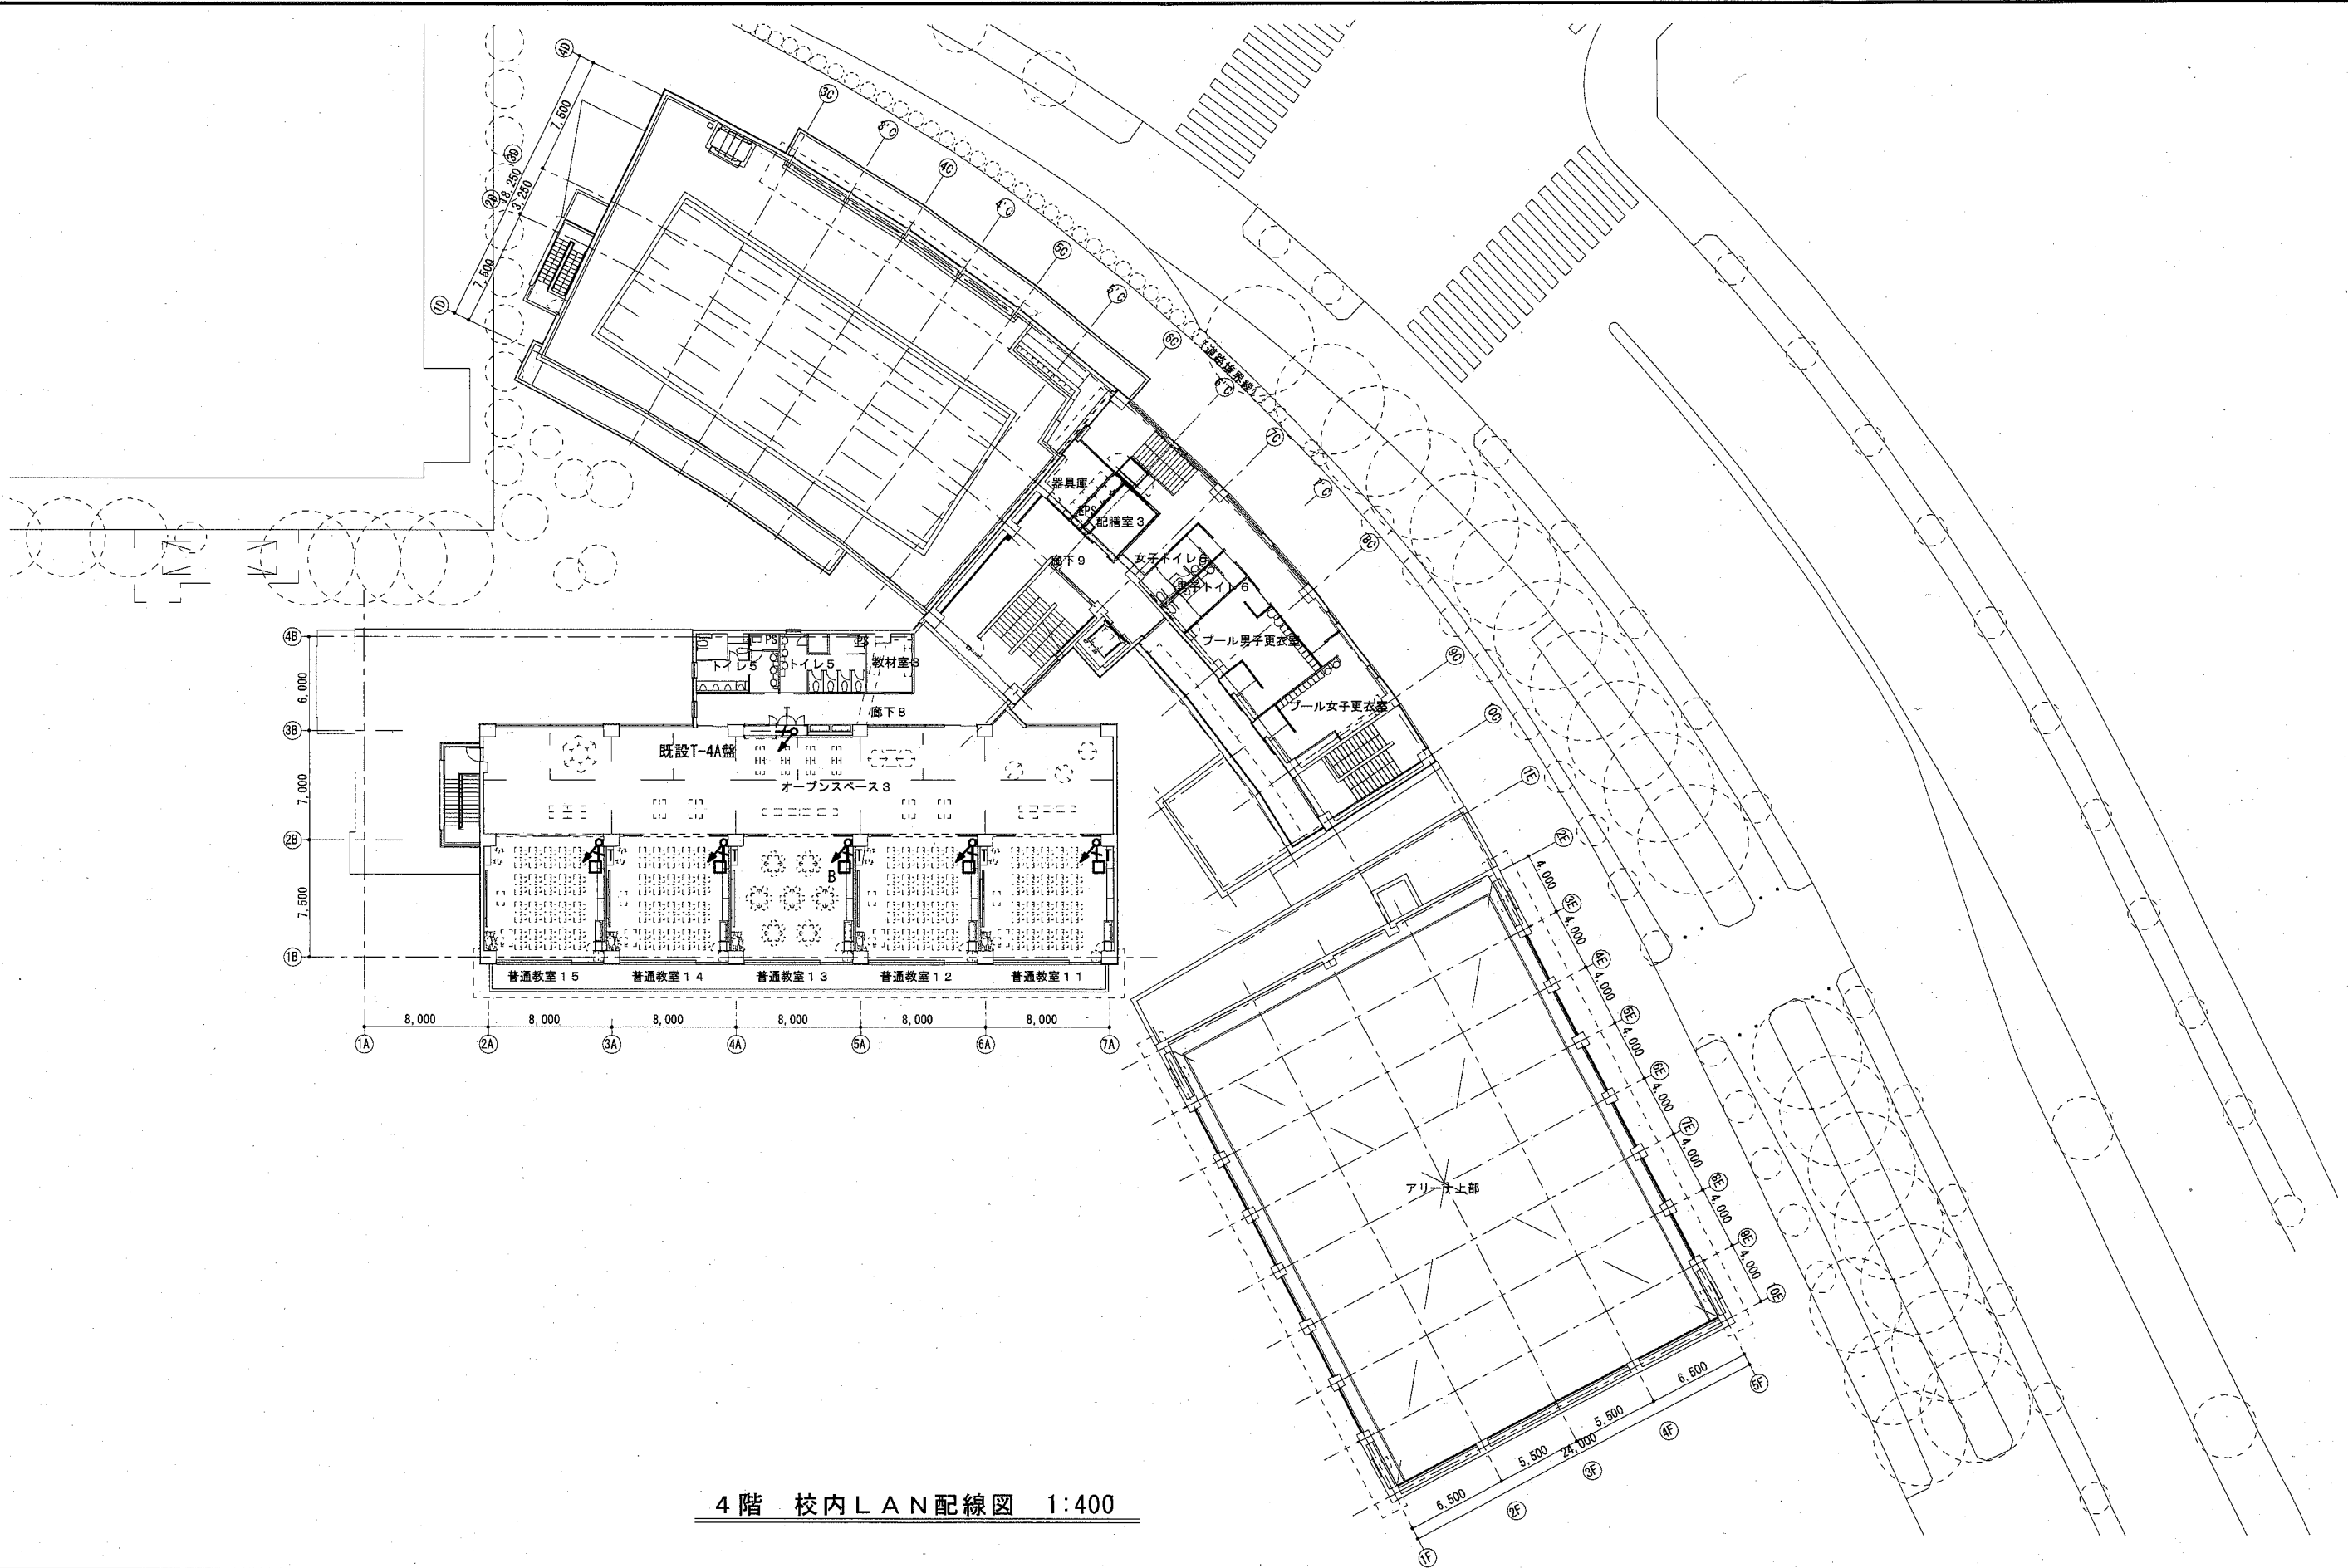 4D
3C
3'C
4C
4'C
5C
5'C
6C
6'C
7C
7'C
8C
9C
10C
7,500
3D
18,250
3,250
2D
7,500
1D
(道路境界線)
器具庫
EPS
配膳室3
廊下9
女子トイレ6
男子トイレ6
プール男子更衣室
プール女子更衣室
4B
6,000
3B
7,000
2B
7,500
1B
PS
PS
トイレ5
トイレ5
教材室3
廊下8
T
既設T-4A盤
オープンスペース3
T
T
T
T
T
B
普通教室15
普通教室14
普通教室13
普通教室12
普通教室11
8,000
8,000
8,000
8,000
8,000
8,000
1A
2A
3A
4A
5A
6A
7A
1E
2E
4,000
3E
4,000
4E
4,000
5E
4,000
6E
4,000
7E
4,000
8E
4,000
9E
4,000
10E
アリーナ上部
6,500
5,500
5,500
6,500
24,000
1F
2F
3F
4F
5F
4階 校内LAN配線図 1:400